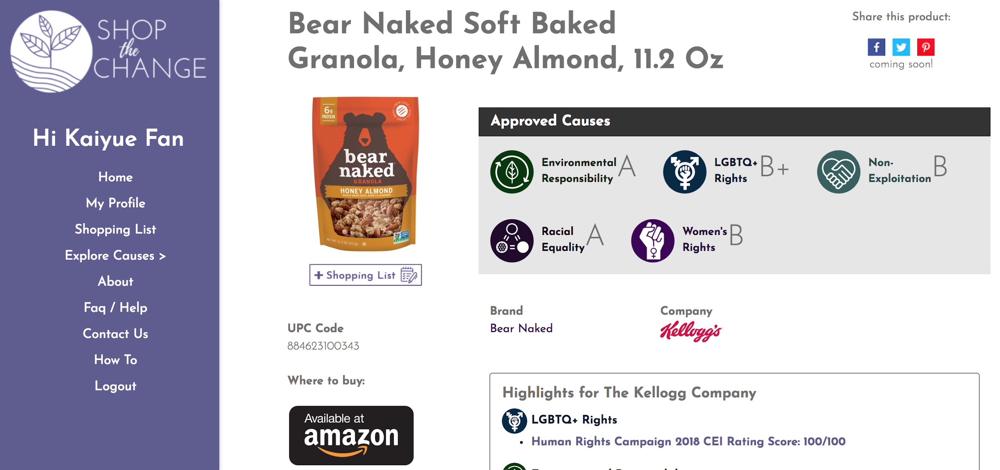 SHOP
the
CHANGE
Hi Kaiyue Fan
Home
My Profile
Shopping List
Explore Causes >
About
Faq / Help
Contact Us
How To
Logout
Bear Naked Soft Baked
Granola, Honey Almond, 11.2 Oz
Share this product:
coming soon!
6g
PROTEIN
NEW LOOK
SAME GREAT TASTE
bear
naked
GRANOLA
HONEY ALMOND
WHOLE GRAIN OATS, HONEY & ALMONDS
NON
GMO
VERIFIED
NET WT 11.2 OZ (317g)
+ Shopping List
UPC Code
884623100343
Where to buy:
Available at
amazon
Approved Causes
Environmental
Responsibility A
LGBTQ+
Rights B+
Non-
Exploitation B
Racial
Equality A
Women's
Rights B
Brand
Bear Naked
Company
Kellogg's
Highlights for The Kellogg Company
LGBTQ+ Rights
• Human Rights Campaign 2018 CEI Rating Score: 100/100